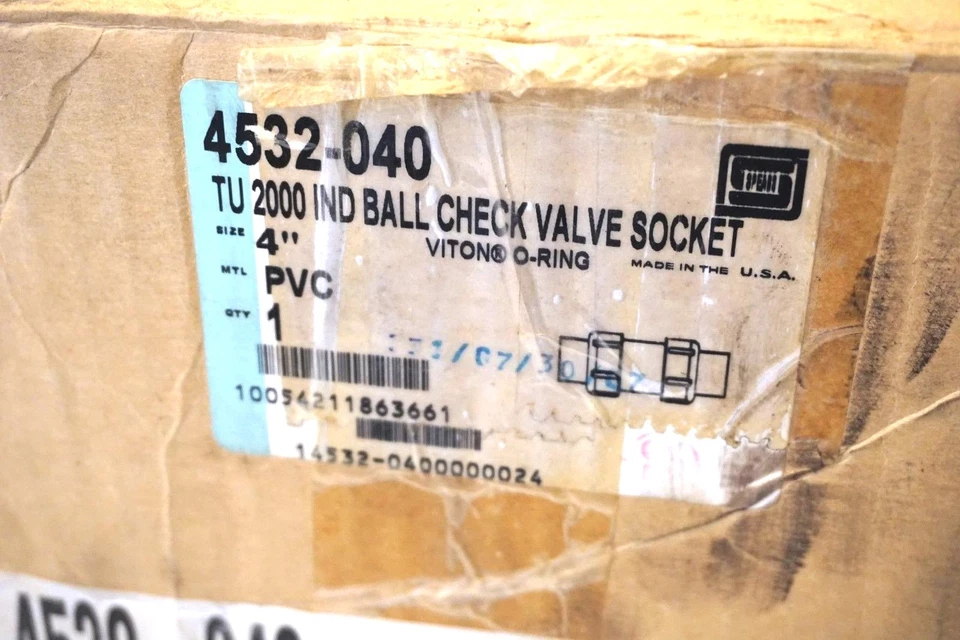 4532-040
SPEARS
TU 2000 IND BALL CHECK VALVE SOCKET
SIZE 4"
VITON® O-RING
MADE IN THE U.S.A.
MTL PVC
QTY 1
10054211863661
14532-0400000024